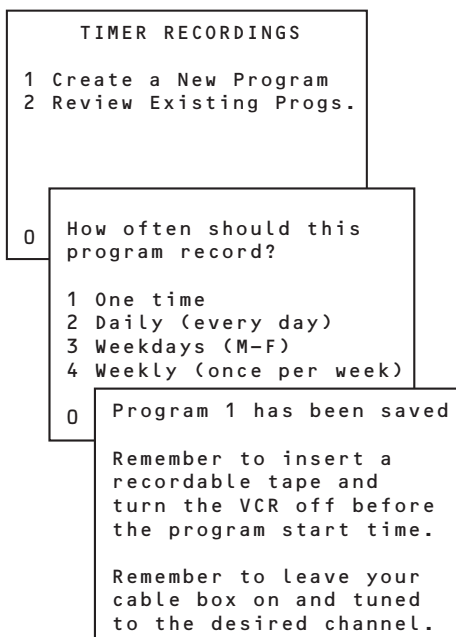 TIMER RECORDINGS
1 Create a New Program
2 Review Existing Progs.
0
How often should this
program record?
1 One time
2 Daily (every day)
3 Weekdays (M–F)
4 Weekly (once per week)
0
Program 1 has been saved
Remember to insert a
recordable tape and
turn the VCR off before
the program start time.
Remember to leave your
cable box on and tuned
to the desired channel.